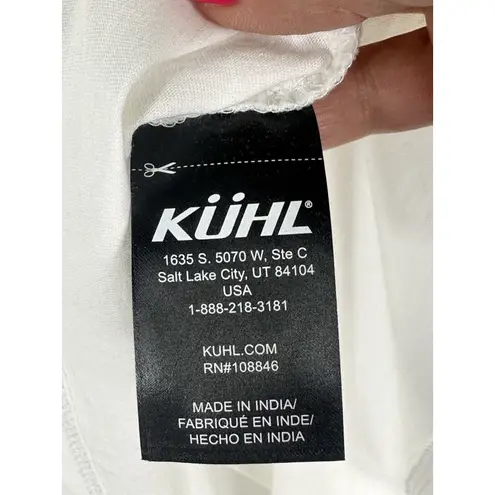 KÜHL®
1635 S. 5070 W, Ste C
Salt Lake City, UT 84104
USA
1-888-218-3181
KUHL.COM
RN#108846
MADE IN INDIA/
FABRIQUÉ EN INDE/
HECHO EN INDIA